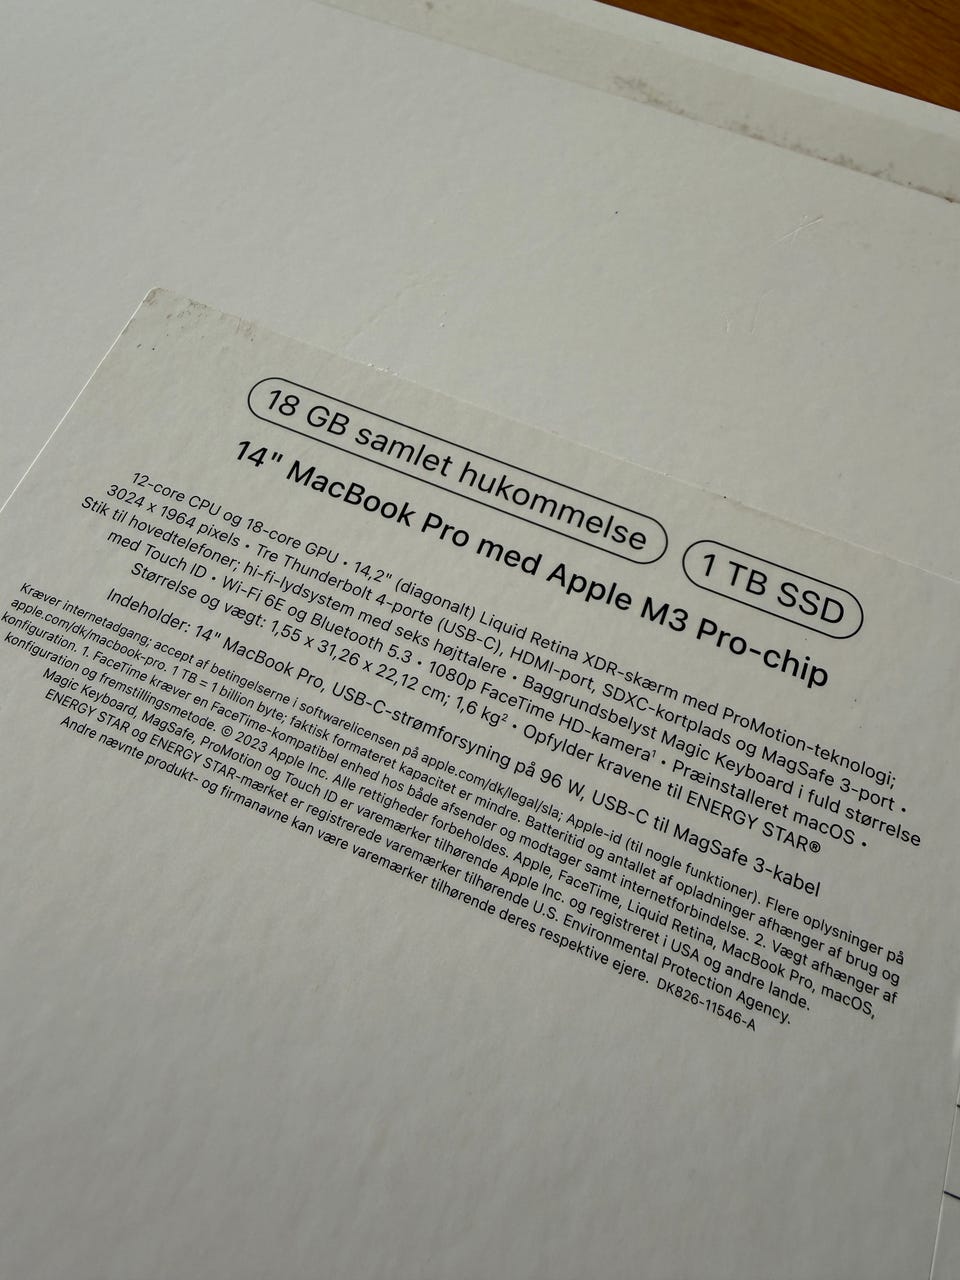 18 GB samlet hukommelse 1 TB SSD
14" MacBook Pro med Apple M3 Pro-chip
12-core CPU og 18-core GPU • 14,2" (diagonalt) Liquid Retina XDR-skærm med ProMotion-teknologi;
3024 x 1964 pixels • Tre Thunderbolt 4-porte (USB-C), HDMI-port, SDXC-kortplads og MagSafe 3-port •
Stik til hovedtelefoner; hi-fi-lydsystem med seks højttalere • Baggrundsbelyst Magic Keyboard i fuld størrelse
med Touch ID • Wi-Fi 6E og Bluetooth 5.3 • 1080p FaceTime HD-kamera¹ • Præinstalleret macOS •
Størrelse og vægt: 1,55 x 31,26 x 22,12 cm; 1,6 kg² • Opfylder kravene til ENERGY STAR®
Indeholder: 14" MacBook Pro, USB-C-strømforsyning på 96 W, USB-C til MagSafe 3-kabel
Kræver internetadgang; accept af betingelserne i softwarelicensen på apple.com/dk/legal/sla; Apple-id (til nogle funktioner). Flere oplysninger på
apple.com/dk/macbook-pro. 1 TB = 1 billion byte; faktisk formateret kapacitet er mindre. Batteritid og antallet af opladninger afhænger af brug og
konfiguration. 1. FaceTime kræver en FaceTime-kompatibel enhed hos både afsender og modtager samt internetforbindelse. 2. Vægt afhænger af
konfiguration og fremstillingsmetode. © 2023 Apple Inc. Alle rettigheder forbeholdes. Apple, FaceTime, Liquid Retina, MacBook Pro, macOS,
Magic Keyboard, MagSafe, ProMotion og Touch ID er varemærker tilhørende Apple Inc. og registreret i USA og andre lande.
ENERGY STAR og ENERGY STAR-mærket er registrerede varemærker tilhørende U.S. Environmental Protection Agency.
Andre nævnte produkt- og firmanavne kan være varemærker tilhørende deres respektive ejere. DK826-11546-A